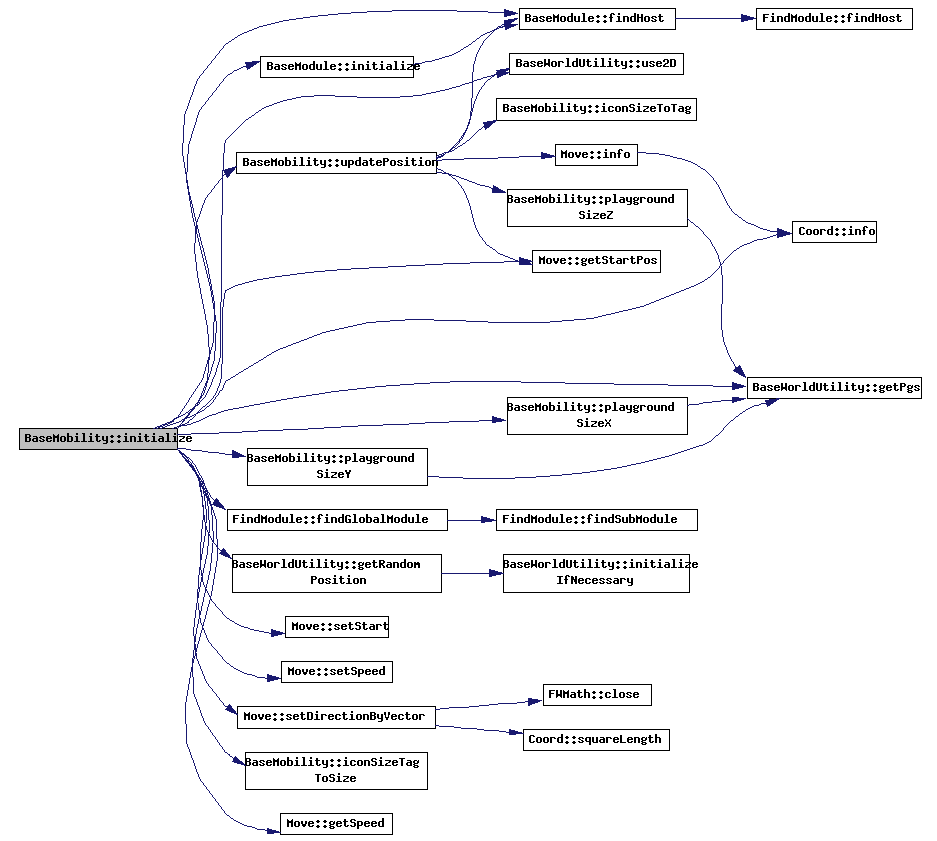 BaseModule::findHost
FindModule::findHost
BaseModule::initialize
BaseWorldUtility::use2D
BaseMobility::iconSizeToTag
BaseMobility::updatePosition
Move::info
BaseMobility::playground
SizeZ
Coord::info
Move::getStartPos
BaseWorldUtility::getPgs
BaseMobility::playground
SizeX
BaseMobility::initialize
BaseMobility::playground
SizeY
FindModule::findGlobalModule
FindModule::findSubModule
BaseWorldUtility::getRandom
Position
BaseWorldUtility::initialize
IfNecessary
Move::setStart
Move::setSpeed
FWMath::close
Move::setDirectionByVector
Coord::squareLength
BaseMobility::iconSizeTag
ToSize
Move::getSpeed